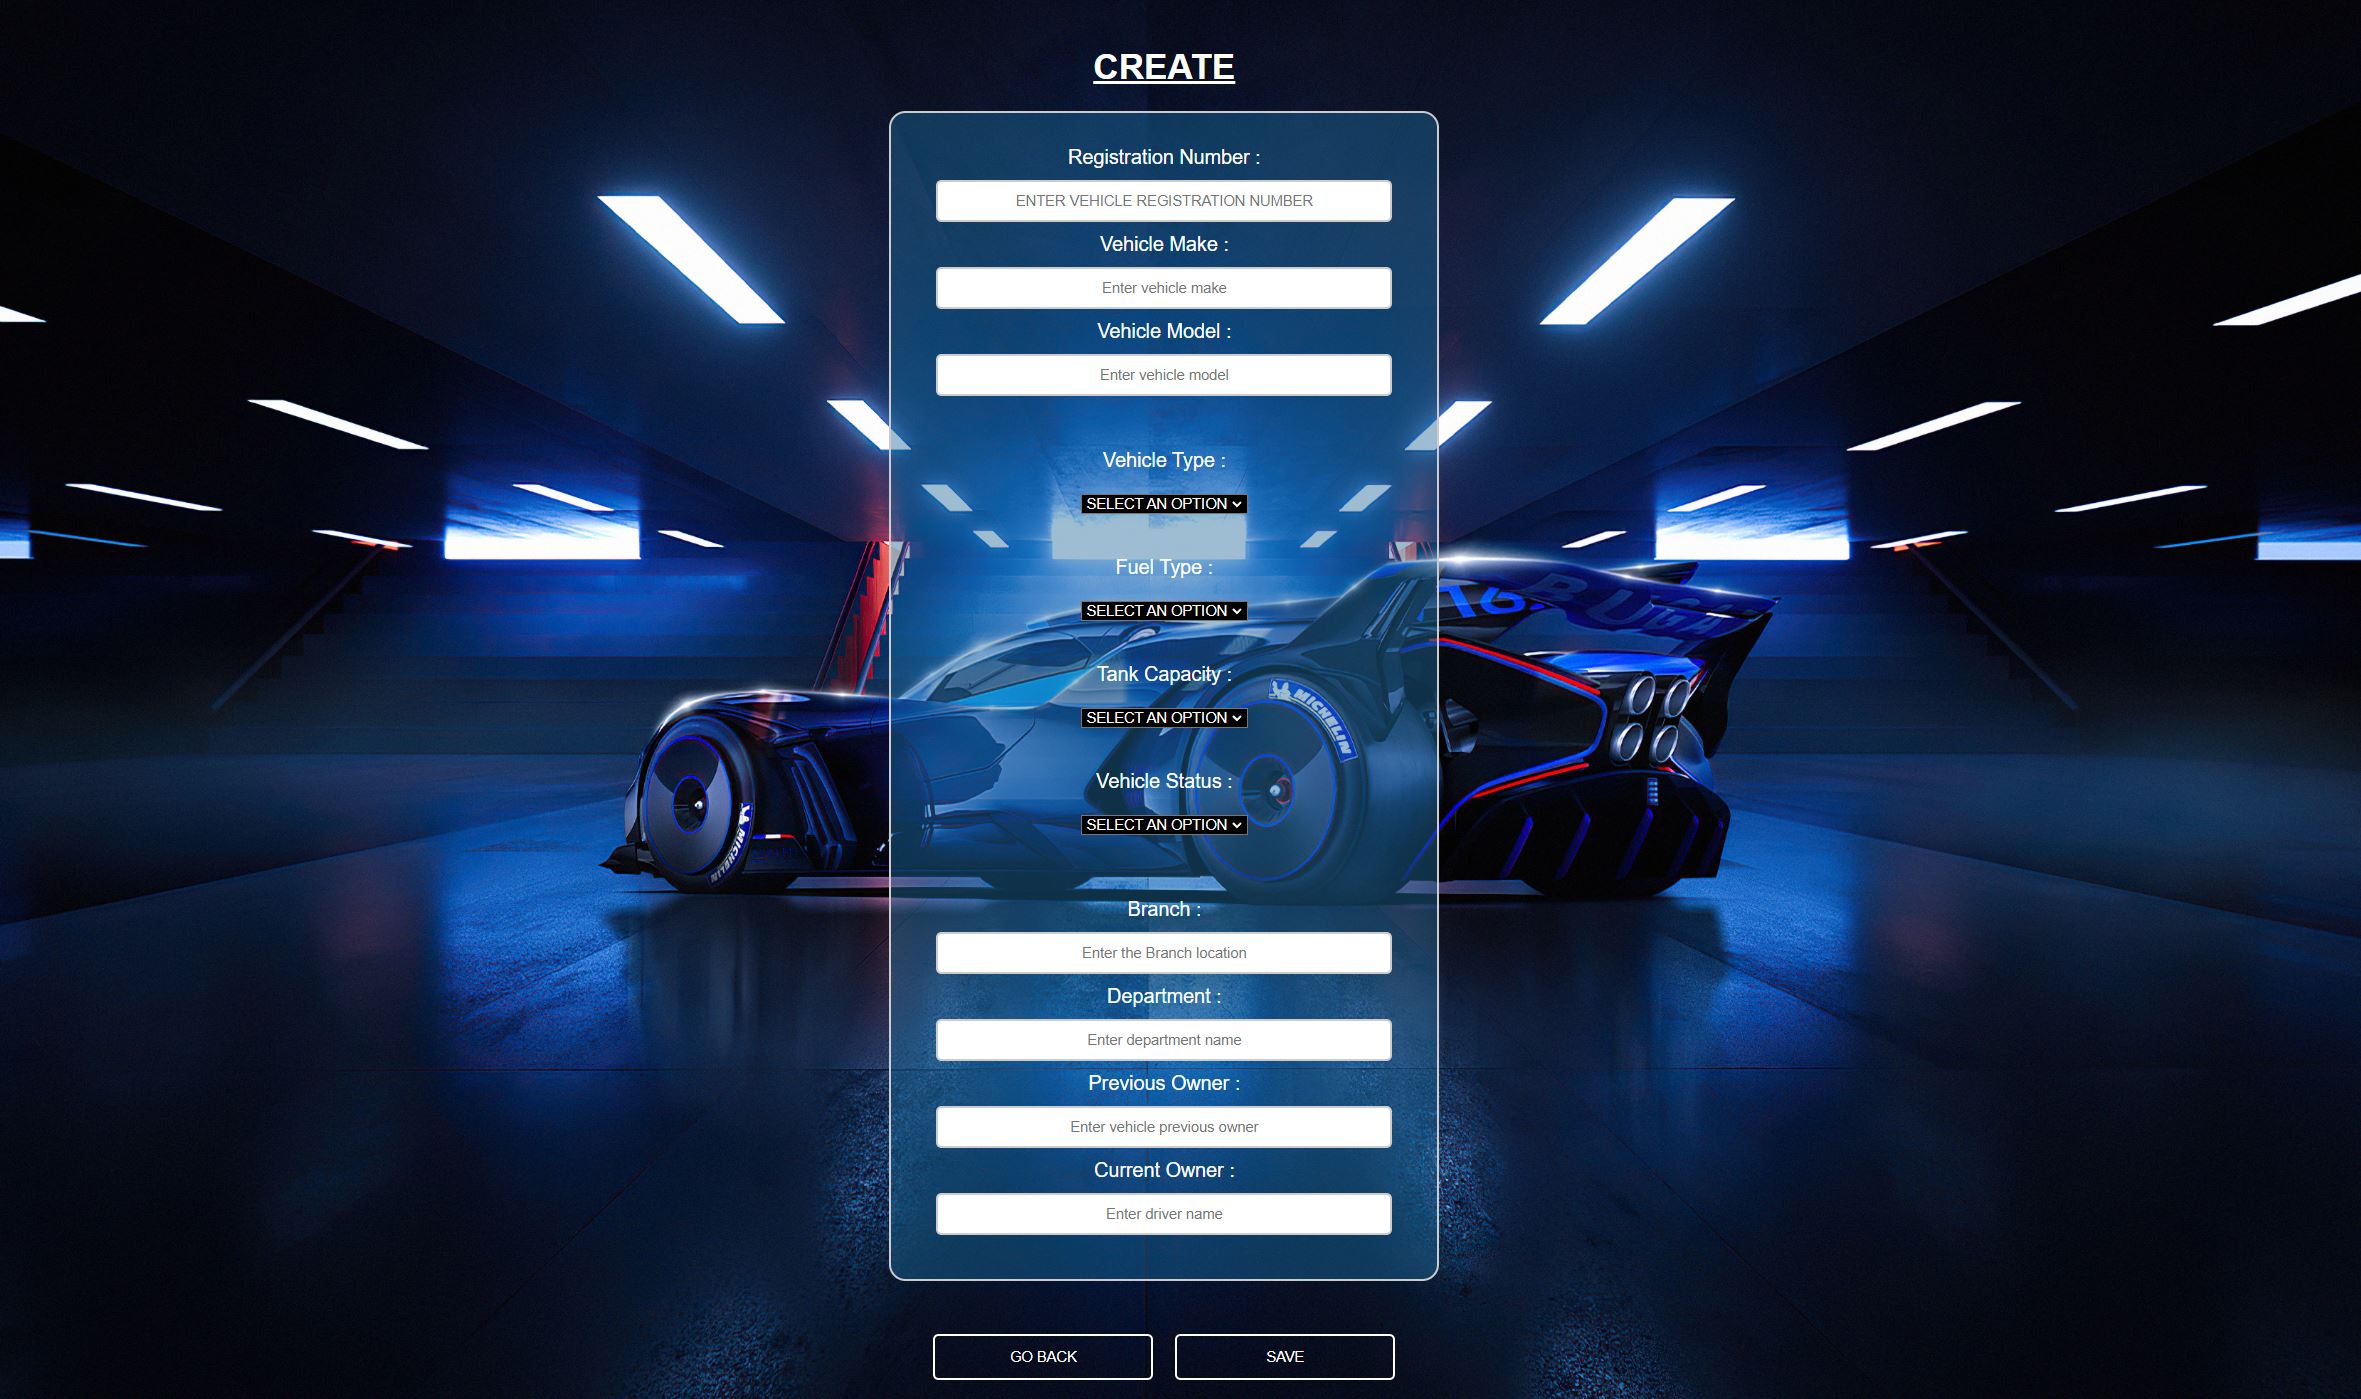 CREATE
Registration Number :
ENTER VEHICLE REGISTRATION NUMBER
Vehicle Make :
Enter vehicle make
Vehicle Model :
Enter vehicle model
Vehicle Type :
SELECT AN OPTION
Fuel Type :
SELECT AN OPTION
Tank Capacity :
SELECT AN OPTION
Vehicle Status :
SELECT AN OPTION
Branch :
Enter the Branch location
Department :
Enter department name
Previous Owner :
Enter vehicle previous owner
Current Owner :
Enter driver name
GO BACK
SAVE
MICHELIN
MICHELIN